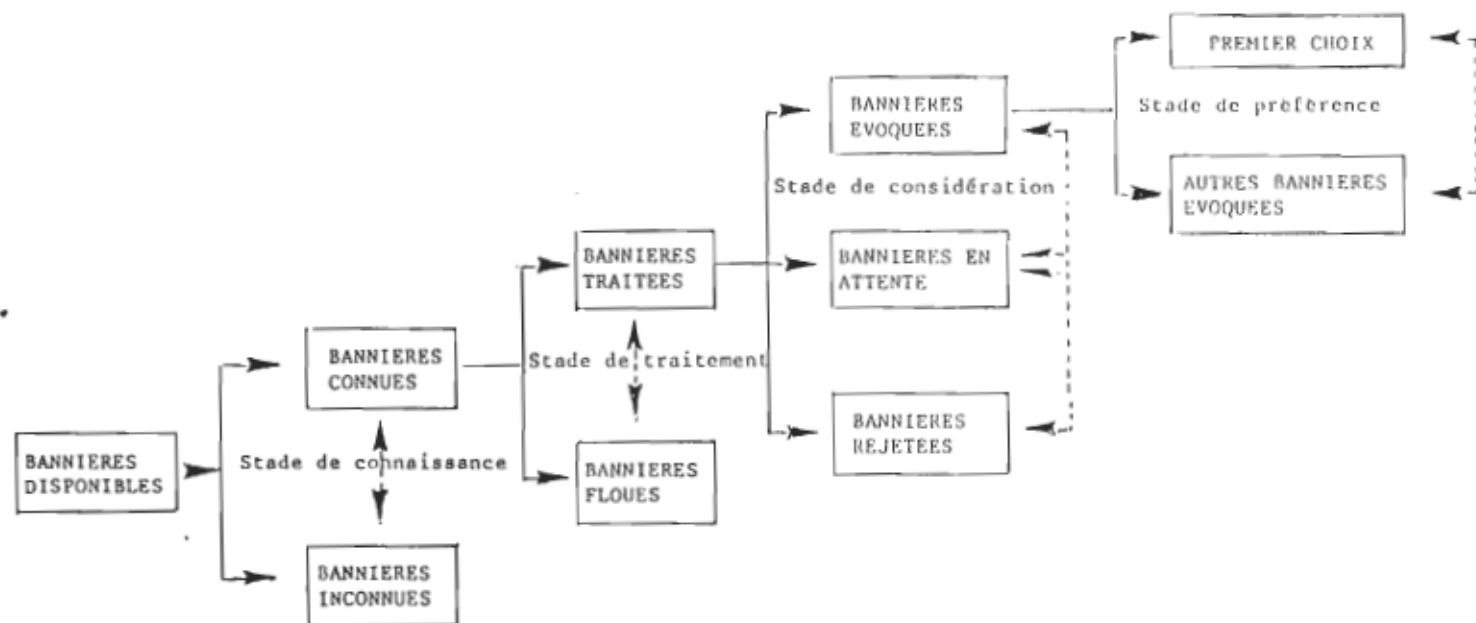 BANNIERES
DISPONIBLES
Stade de connaissance
BANNIERES
CONNUES
BANNIERES
INCONNUES
Stade de traitement
BANNIERES
TRAITEES
BANNIERES
FLOUES
Stade de considération
BANNIERES
EVOQUEES
BANNIERES EN
ATTENTE
BANNIERES
REJETEES
Stade de préférence
PREMIER CHOIX
AUTRES BANNIERES
EVOQUEES